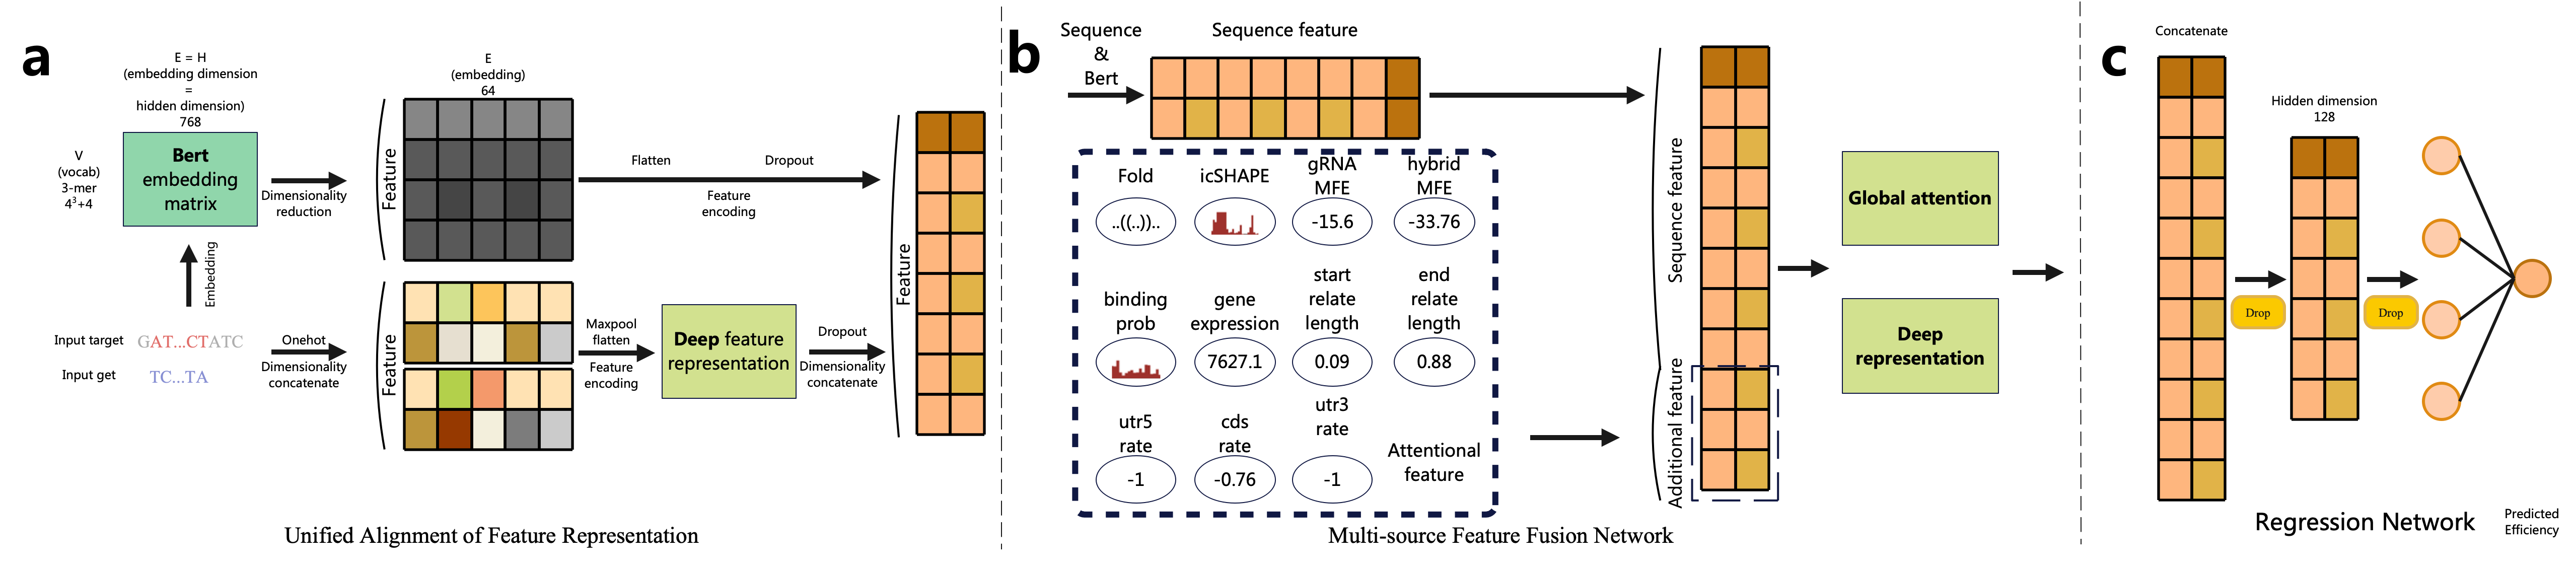 a
E = H
(embedding dimension
=
hidden dimension)
768
V
(vocab)
3-mer
4³+4
Bert
embedding
matrix
Dimensionality
reduction
Embedding
Input target
GAT...CTATC
Input get
TC...TA
Onehot
Dimensionality
concatenate
E
(embedding)
64
Feature
Feature
Flatten
Dropout
Feature
encoding
Maxpool
flatten
Feature
encoding
Deep feature
representation
Dropout
Dimensionality
concatenate
Feature
Unified Alignment of Feature Representation
b
Sequence
&
Bert
Sequence feature
Fold
..((..))..
icSHAPE
gRNA
MFE
-15.6
hybrid
MFE
-33.76
binding
prob
gene
expression
7627.1
start
relate
length
0.09
end
relate
length
0.88
utr5
rate
-1
cds
rate
-0.76
utr3
rate
-1
Attentional
feature
Sequence feature
Additional feature
Global attention
Deep
representation
Multi-source Feature Fusion Network
c
Concatenate
Drop
Hidden dimension
128
Drop
Regression Network
Predicted
Efficiency